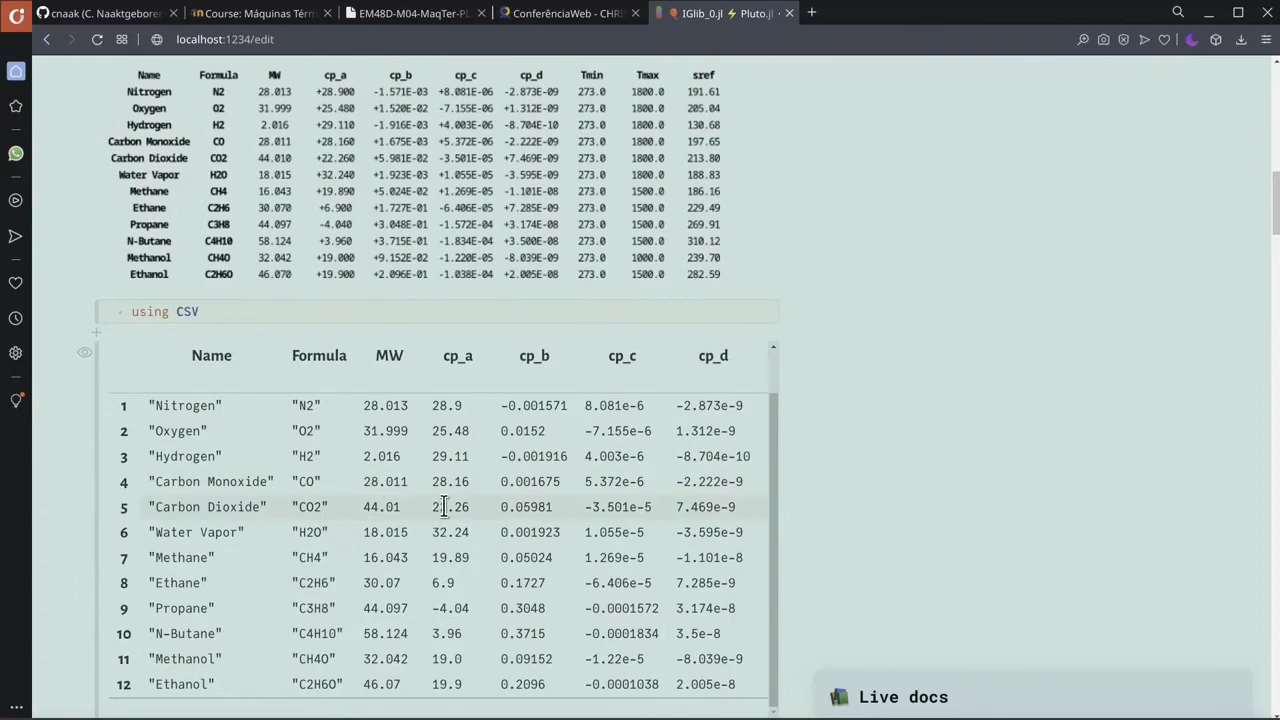 cnaak (C. Naaktgeboren
Course: Máquinas Térm
EM48D-M04-MaqTer-PL
ConferênciaWeb - CHRI
IGlib_0.jl ⚡ Pluto.jl
localhost:1234/edit
Name Formula MW cp_a cp_b cp_c cp_d Tmin Tmax sref
Nitrogen N2 28.013 +28.900 -1.571E-03 +8.081E-06 -2.873E-09 273.0 1800.0 191.61
Oxygen O2 31.999 +25.480 +1.520E-02 -7.155E-06 +1.312E-09 273.0 1800.0 205.04
Hydrogen H2 2.016 +29.110 -1.916E-03 +4.003E-06 -8.704E-10 273.0 1800.0 130.68
Carbon Monoxide CO 28.011 +28.160 +1.675E-03 +5.372E-06 -2.222E-09 273.0 1800.0 197.65
Carbon Dioxide CO2 44.010 +22.260 +5.981E-02 -3.501E-05 +7.469E-09 273.0 1800.0 213.80
Water Vapor H2O 18.015 +32.240 +1.923E-03 +1.055E-05 -3.595E-09 273.0 1800.0 188.83
Methane CH4 16.043 +19.890 +5.024E-02 +1.269E-05 -1.101E-08 273.0 1500.0 186.16
Ethane C2H6 30.070 +6.900 +1.727E-01 -6.406E-05 +7.285E-09 273.0 1500.0 229.49
Propane C3H8 44.097 -4.040 +3.048E-01 -1.572E-04 +3.174E-08 273.0 1500.0 269.91
N-Butane C4H10 58.124 +3.960 +3.715E-01 -1.834E-04 +3.500E-08 273.0 1500.0 310.12
Methanol CH4O 32.042 +19.000 +9.152E-02 -1.220E-05 -8.039E-09 273.0 1000.0 239.70
Ethanol C2H6O 46.070 +19.900 +2.096E-01 -1.038E-04 +2.005E-08 273.0 1500.0 282.59
using CSV
Name Formula MW cp_a cp_b cp_c cp_d
1 "Nitrogen" "N2" 28.013 28.9 -0.001571 8.081e-6 -2.873e-9
2 "Oxygen" "O2" 31.999 25.48 0.0152 -7.155e-6 1.312e-9
3 "Hydrogen" "H2" 2.016 29.11 -0.001916 4.003e-6 -8.704e-10
4 "Carbon Monoxide" "CO" 28.011 28.16 0.001675 5.372e-6 -2.222e-9
5 "Carbon Dioxide" "CO2" 44.01 22.26 0.05981 -3.501e-5 7.469e-9
6 "Water Vapor" "H2O" 18.015 32.24 0.001923 1.055e-5 -3.595e-9
7 "Methane" "CH4" 16.043 19.89 0.05024 1.269e-5 -1.101e-8
8 "Ethane" "C2H6" 30.07 6.9 0.1727 -6.406e-5 7.285e-9
9 "Propane" "C3H8" 44.097 -4.04 0.3048 -0.0001572 3.174e-8
10 "N-Butane" "C4H10" 58.124 3.96 0.3715 -0.0001834 3.5e-8
11 "Methanol" "CH4O" 32.042 19.0 0.09152 -1.22e-5 -8.039e-9
12 "Ethanol" "C2H6O" 46.07 19.9 0.2096 -0.0001038 2.005e-8
Live docs